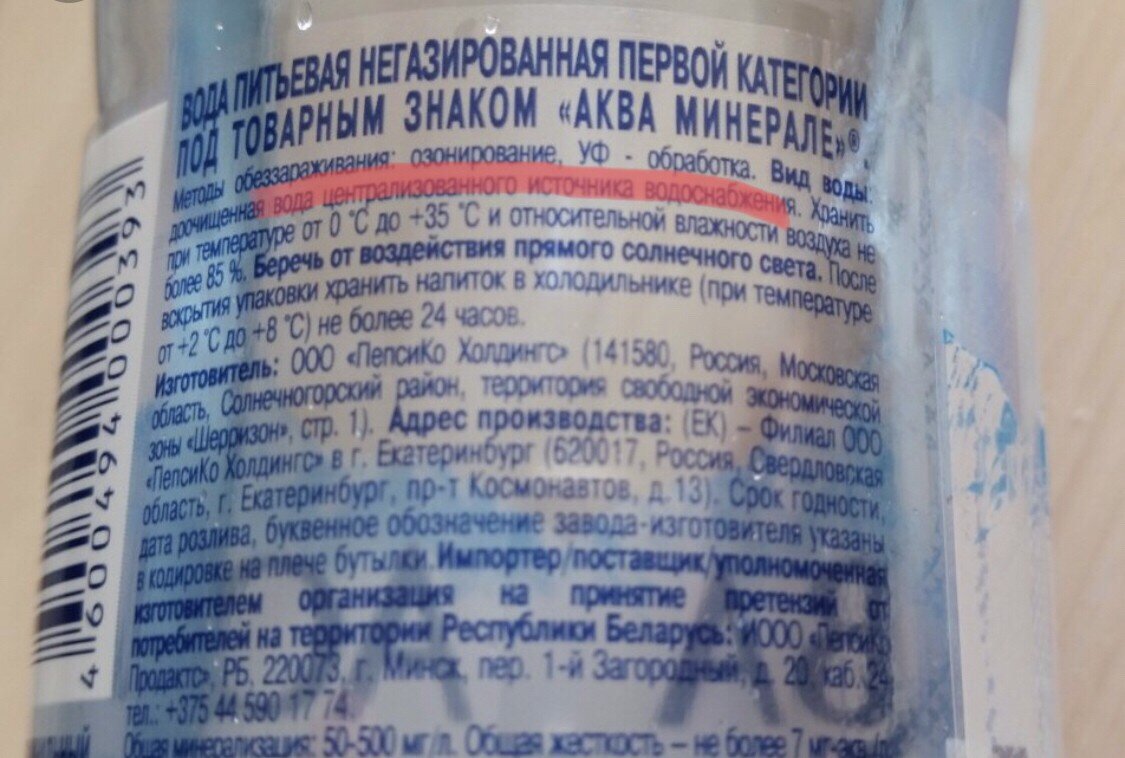 ВОДА ПИТЬЕВАЯ НЕГАЗИРОВАННАЯ ПЕРВОЙ КАТЕГОРИИ
ПОД ТОВАРНЫМ ЗНАКОМ «АКВА МИНЕРАЛЕ»®.
Методы обеззараживания: озонирование, УФ - обработка. Вид воды:
доочищенная вода централизованного источника водоснабжения. Хранить
при температуре от 0 °С до +35 °С и относительной влажности воздуха не
более 85 %. Беречь от воздействия прямого солнечного света. После
вскрытия упаковки хранить напиток в холодильнике (при температуре
от +2 °С до +8 °С) не более 24 часов.
Изготовитель: ООО «ПепсиКо Холдингс» (141580, Россия, Московская
область, Солнечногорский район, территория свободной экономической
зоны «Шерризон», стр. 1). Адрес производства: (ЕК) – Филиал ООО
«ПепсиКо Холдингс» в г. Екатеринбург (620017, Россия, Свердловская
область, г. Екатеринбург, пр-т Космонавтов, д.13). Срок годности,
дата розлива, буквенное обозначение завода-изготовителя указаны
в кодировке на плече бутылки. Импортер/поставщик/уполномоченная
изготовителем организация на принятие претензий от
потребителей на территории Республики Беларусь: ИООО «ПепсиКо
Продактс», РБ, 220073, г. Минск, пер. 1-й Загородный, д. 20, каб. 24
тел.: +375 44 590 17 74.
Общая минерализация: 50-500 мг/л. Общая жесткость – не более 7 мг-экв/л
4 600494 000393